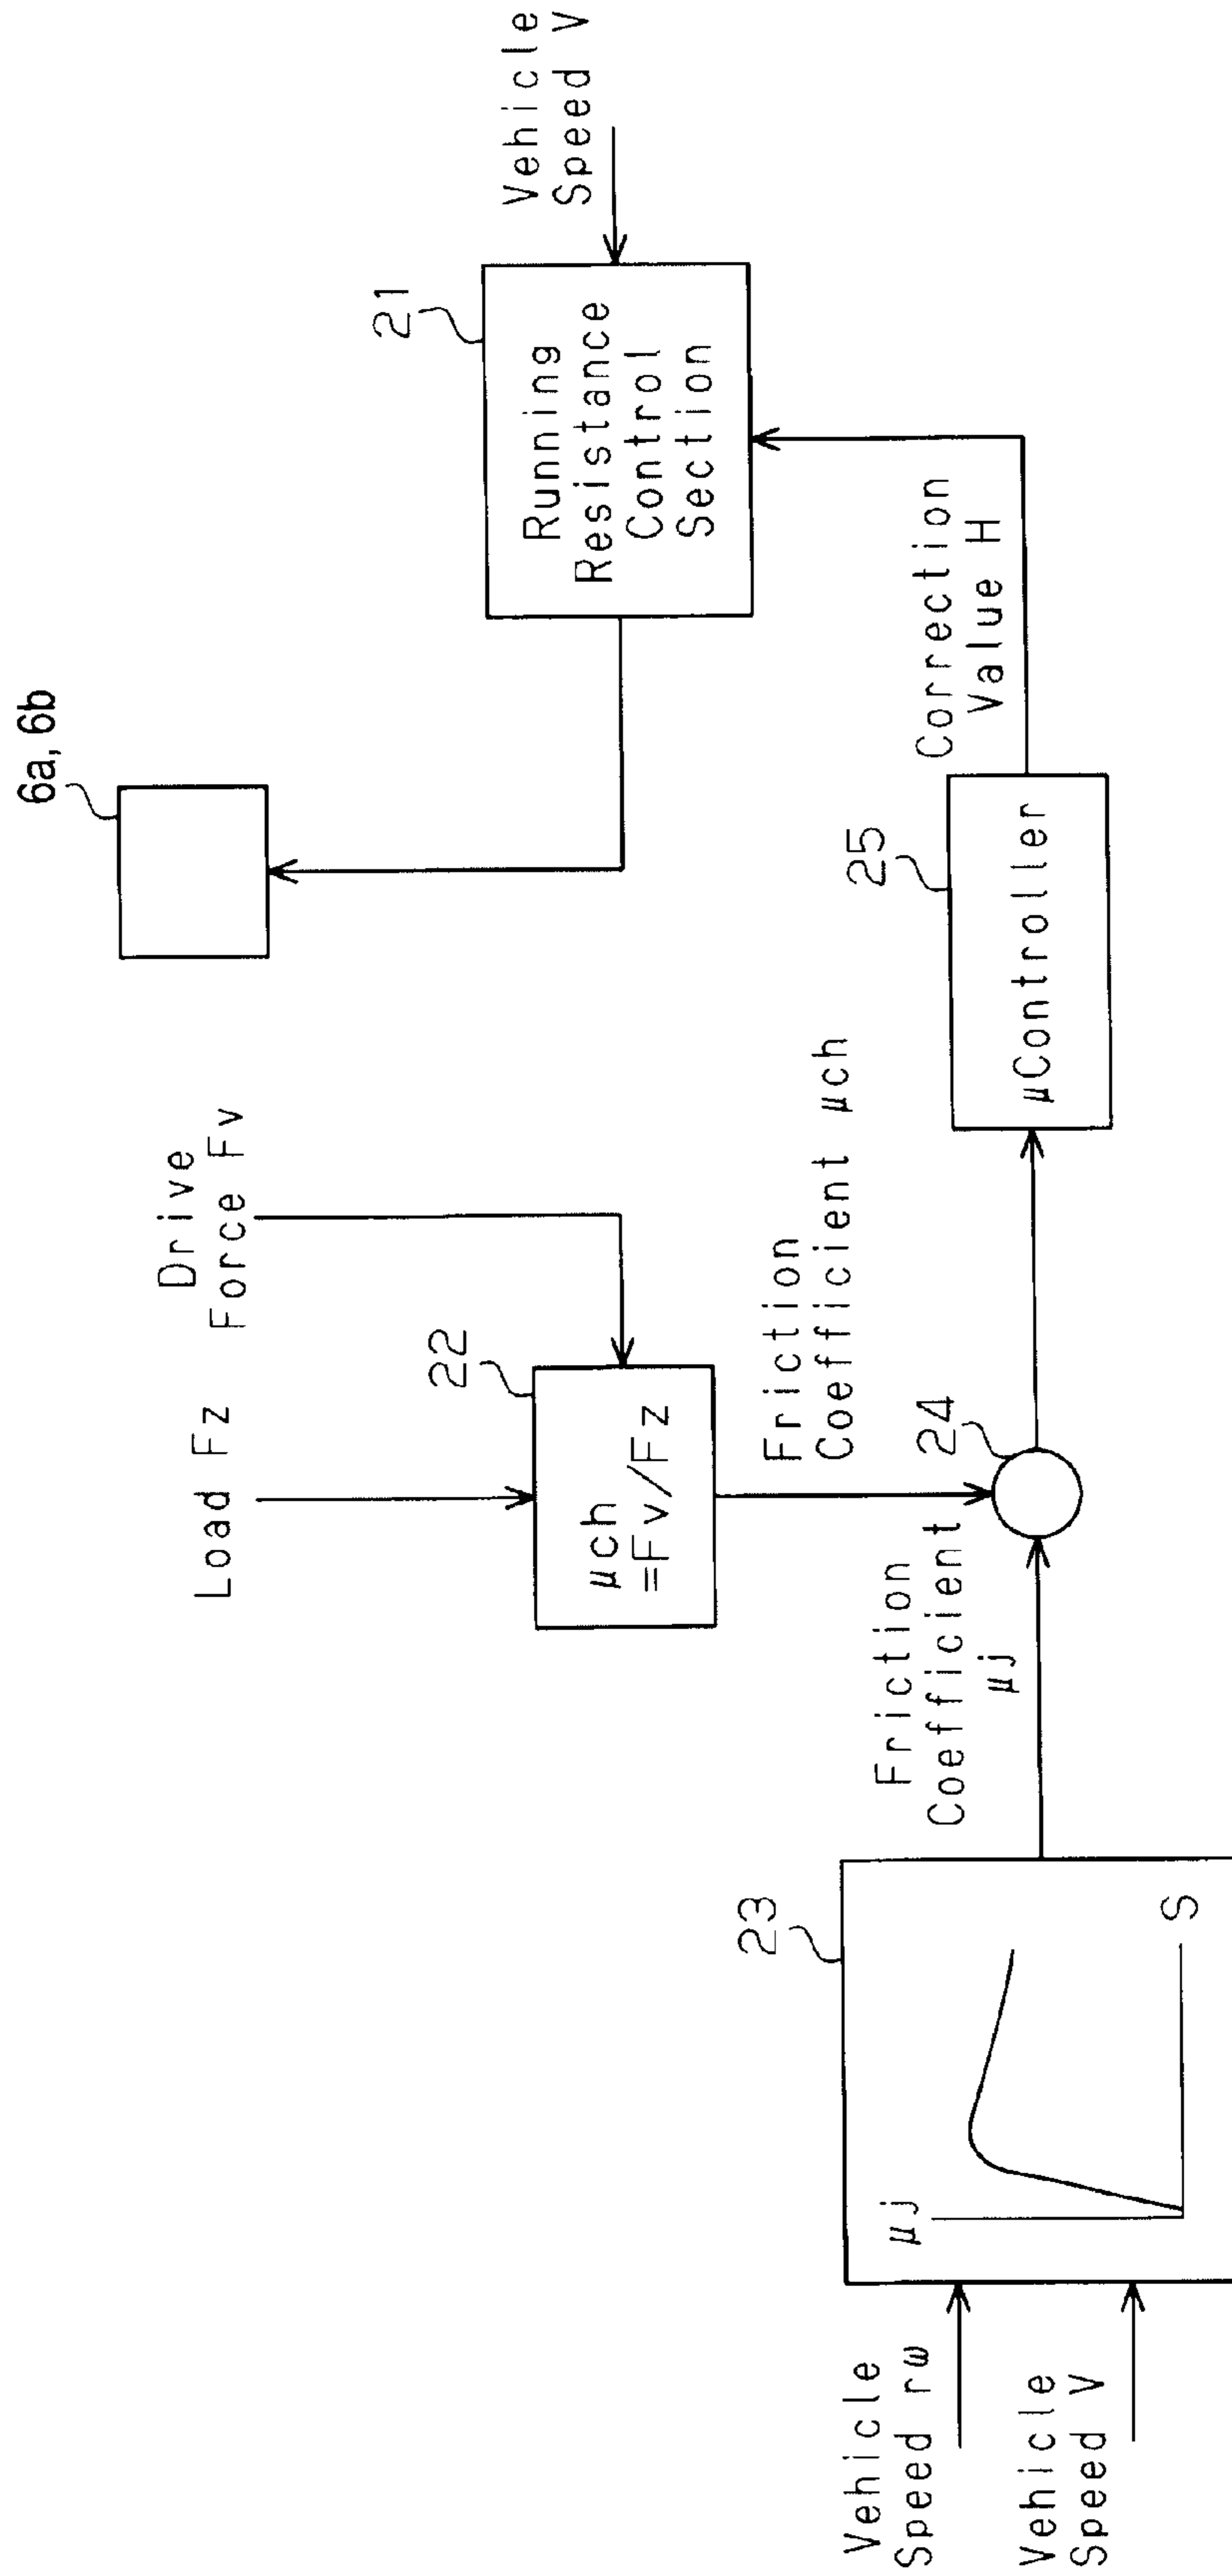 6a, 6b
21
Running
Resistance
Control
Section
Vehicle
Speed V
Load Fz
Drive
Force Fv
22
μch
=Fv/Fz
Friction
Coefficient μch
Correction
Value H
25
μController
24
Friction
Coefficient
μj
23
μj
S
Vehicle
Speed rω
Vehicle
Speed V